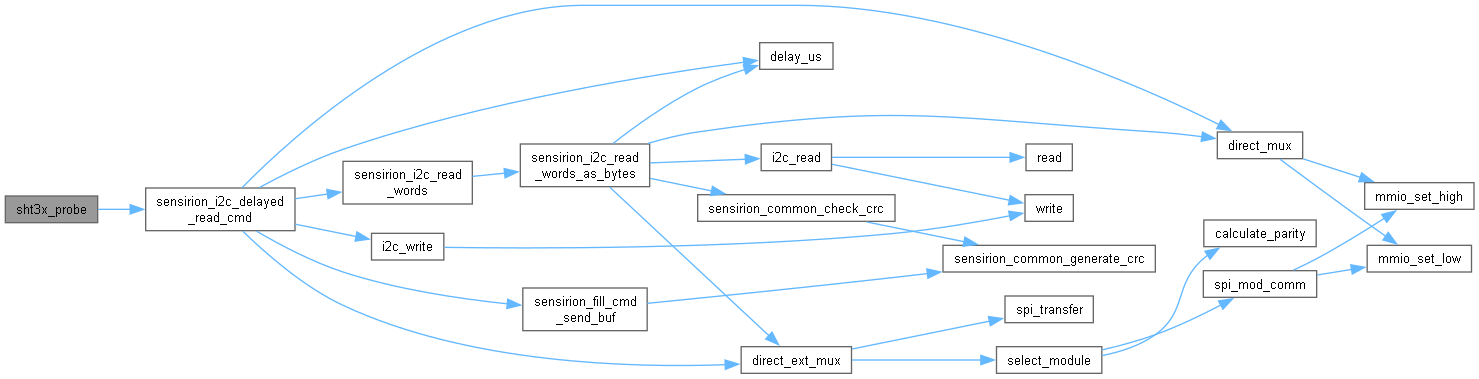 sht3x_probe
sensirion_i2c_delayed
_read_cmd
sensirion_i2c_read
_words
i2c_write
sensirion_i2c_read
_words_as_bytes
sensirion_fill_cmd
_send_buf
delay_us
i2c_read
sensirion_common_check_crc
direct_ext_mux
read
write
sensirion_common_generate_crc
spi_transfer
select_module
direct_mux
calculate_parity
spi_mod_comm
mmio_set_high
mmio_set_low